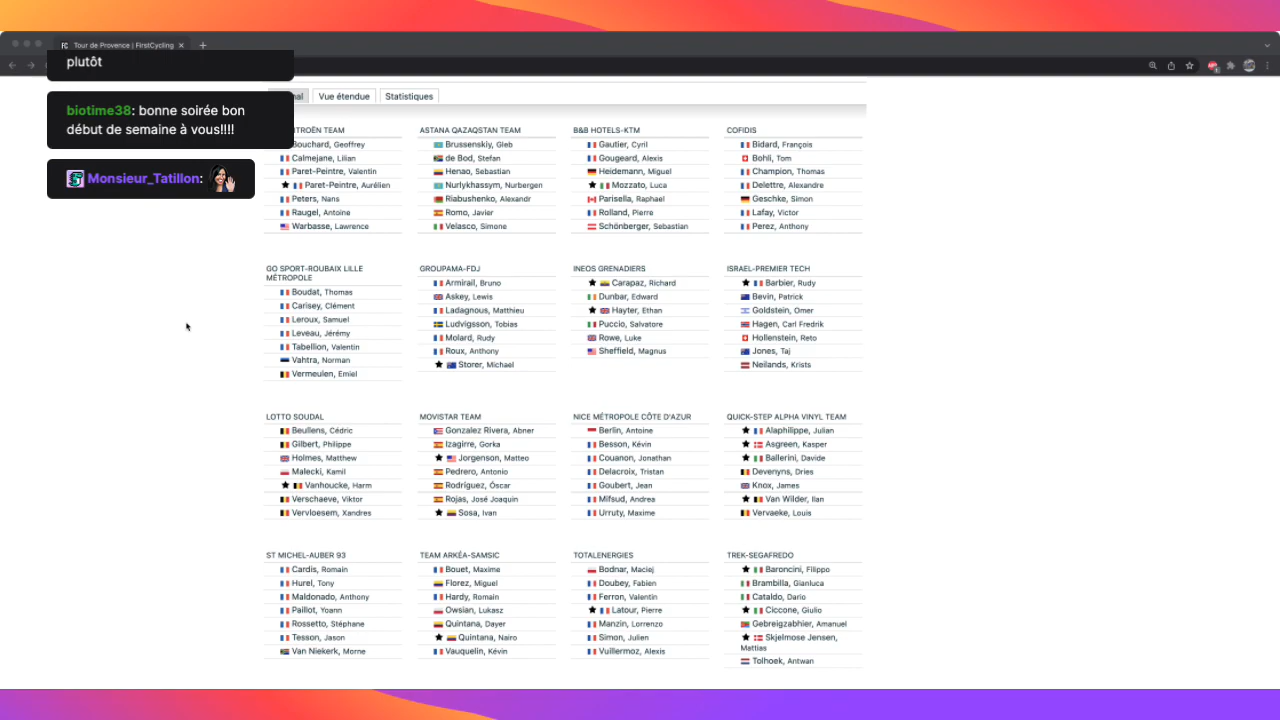 Tour de Provence | FirstCycling
plutôt
biotime38: bonne soirée bon
début de semaine à vous!!!!
Monsieur_Tatillon:
Vue étendue
Statistiques
TEAM
Bouchard, Geoffrey
Calmejane, Lilian
Paret-Peintre, Valentin
Paret-Peintre, Aurélien
Peters, Nans
Raugel, Antoine
Warbasse, Lawrence
ASTANA QAZAQSTAN TEAM
Brussenskiy, Gleb
de Bod, Stefan
Henao, Sebastian
Nurlykhassym, Nurbergen
Riabushenko, Alexandr
Romo, Javier
Velasco, Simone
B&B HOTELS-KTM
Gautier, Cyril
Gougeard, Alexis
Heidemann, Miguel
Mozzato, Luca
Parisella, Raphael
Rolland, Pierre
Schönberger, Sebastian
COFIDIS
Bidard, François
Bohli, Tom
Champion, Thomas
Delettre, Alexandre
Geschke, Simon
Lafay, Victor
Perez, Anthony
GO SPORT-ROUBAIX LILLE
MÉTROPOLE
Boudat, Thomas
Carisey, Clément
Leroux, Samuel
Leveau, Jérémy
Tabellion, Valentin
Vahtra, Norman
Vermeulen, Emiel
GROUPAMA-FDJ
Armirail, Bruno
Askey, Lewis
Ladagnous, Matthieu
Ludvigsson, Tobias
Molard, Rudy
Roux, Anthony
Storer, Michael
INEOS GRENADIERS
Carapaz, Richard
Dunbar, Edward
Hayter, Ethan
Puccio, Salvatore
Rowe, Luke
Sheffield, Magnus
ISRAEL-PREMIER TECH
Barbier, Rudy
Bevin, Patrick
Goldstein, Omer
Hagen, Carl Fredrik
Hollenstein, Reto
Jones, Taj
Neilands, Krists
LOTTO SOUDAL
Beullens, Cédric
Gilbert, Philippe
Holmes, Matthew
Malecki, Kamil
Vanhoucke, Harm
Verschaeve, Viktor
Vervloesem, Xandres
MOVISTAR TEAM
Gonzalez Rivera, Abner
Izagirre, Gorka
Jorgenson, Matteo
Pedrero, Antonio
Rodríguez, Óscar
Rojas, José Joaquin
Sosa, Ivan
NICE MÉTROPOLE CÔTE D'AZUR
Berlin, Antoine
Besson, Kévin
Couanon, Jonathan
Delacroix, Tristan
Goubert, Jean
Mifsud, Andrea
Urruty, Maxime
QUICK-STEP ALPHA VINYL TEAM
Alaphilippe, Julian
Asgreen, Kasper
Ballerini, Davide
Devenyns, Dries
Knox, James
Van Wilder, Ilan
Vervaeke, Louis
ST MICHEL-AUBER 93
Cardis, Romain
Hurel, Tony
Maldonado, Anthony
Paillot, Yoann
Rossetto, Stéphane
Tesson, Jason
Van Niekerk, Morne
TEAM ARKÉA-SAMSIC
Bouet, Maxime
Florez, Miguel
Hardy, Romain
Owsian, Lukasz
Quintana, Dayer
Quintana, Nairo
Vauquelin, Kévin
TOTALENERGIES
Bodnar, Maciej
Doubey, Fabien
Ferron, Valentin
Latour, Pierre
Manzin, Lorrenzo
Simon, Julien
Vuillermoz, Alexis
TREK-SEGAFREDO
Baroncini, Filippo
Brambilla, Gianluca
Cataldo, Dario
Ciccone, Giulio
Gebreigzabhier, Amanuel
Skjelmose Jensen,
Mattias
Tolhoek, Antwan